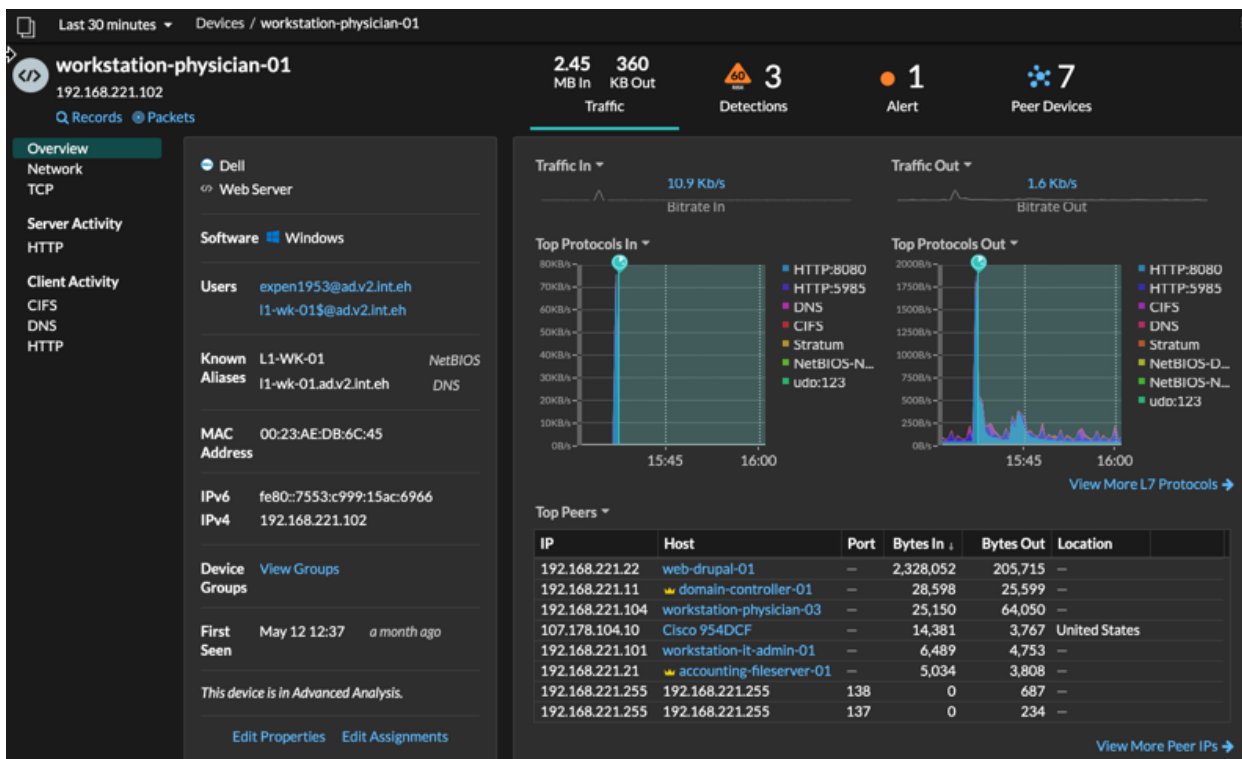 Last 30 minutes Devices / workstation-physician-01
workstation-physician-01
192.168.221.102
Records Packets
2.45 MB In 360 KB Out
Traffic
60 RISK 3
Detections
1
Alert
7
Peer Devices
Overview
Network
TCP
Server Activity
HTTP
Client Activity
CIFS
DNS
HTTP
Dell
Web Server
Software Windows
Users expen1953@ad.v2.int.eh
l1-wk-01$@ad.v2.int.eh
Known Aliases L1-WK-01 NetBIOS
l1-wk-01.ad.v2.int.eh DNS
MAC Address 00:23:AE:DB:6C:45
IPv6 fe80::7553:c999:15ac:6966
IPv4 192.168.221.102
Device Groups View Groups
First Seen May 12 12:37 a month ago
This device is in Advanced Analysis.
Edit Properties Edit Assignments
Traffic In
10.9 Kb/s
Bitrate In
Traffic Out
1.6 Kb/s
Bitrate Out
Top Protocols In
80KB/s
70KB/s
60KB/s
50KB/s
40KB/s
30KB/s
20KB/s
10KB/s
0B/s
15:45 16:00
HTTP:8080
HTTP:5985
DNS
CIFS
Stratum
NetBIOS-N...
udp:123
Top Protocols Out
2000B/s
1750B/s
1500B/s
1250B/s
1000B/s
750B/s
500B/s
250B/s
0B/s
15:45 16:00
HTTP:8080
HTTP:5985
CIFS
DNS
Stratum
NetBIOS-D...
NetBIOS-N...
udp:123
View More L7 Protocols →
Top Peers
IP Host Port Bytes In ↓ Bytes Out Location
192.168.221.22 web-drupal-01 — 2,328,052 205,715 —
192.168.221.11 domain-controller-01 — 28,598 25,599 —
192.168.221.104 workstation-physician-03 — 25,150 64,050 —
107.178.104.10 Cisco 954DCF — 14,381 3,767 United States
192.168.221.101 workstation-it-admin-01 — 6,489 4,753 —
192.168.221.21 accounting-fileserver-01 — 5,034 3,808 —
192.168.221.255 192.168.221.255 138 0 687 —
192.168.221.255 192.168.221.255 137 0 234 —
View More Peer IPs →